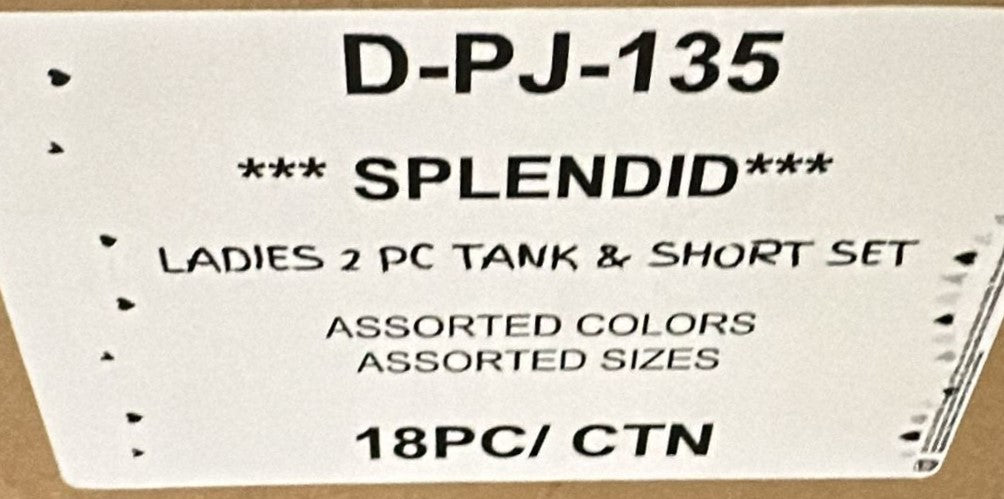 D-PJ-135
*** SPLENDID***
LADIES 2 PC TANK & SHORT SET
ASSORTED COLORS
ASSORTED SIZES
18PC/ CTN